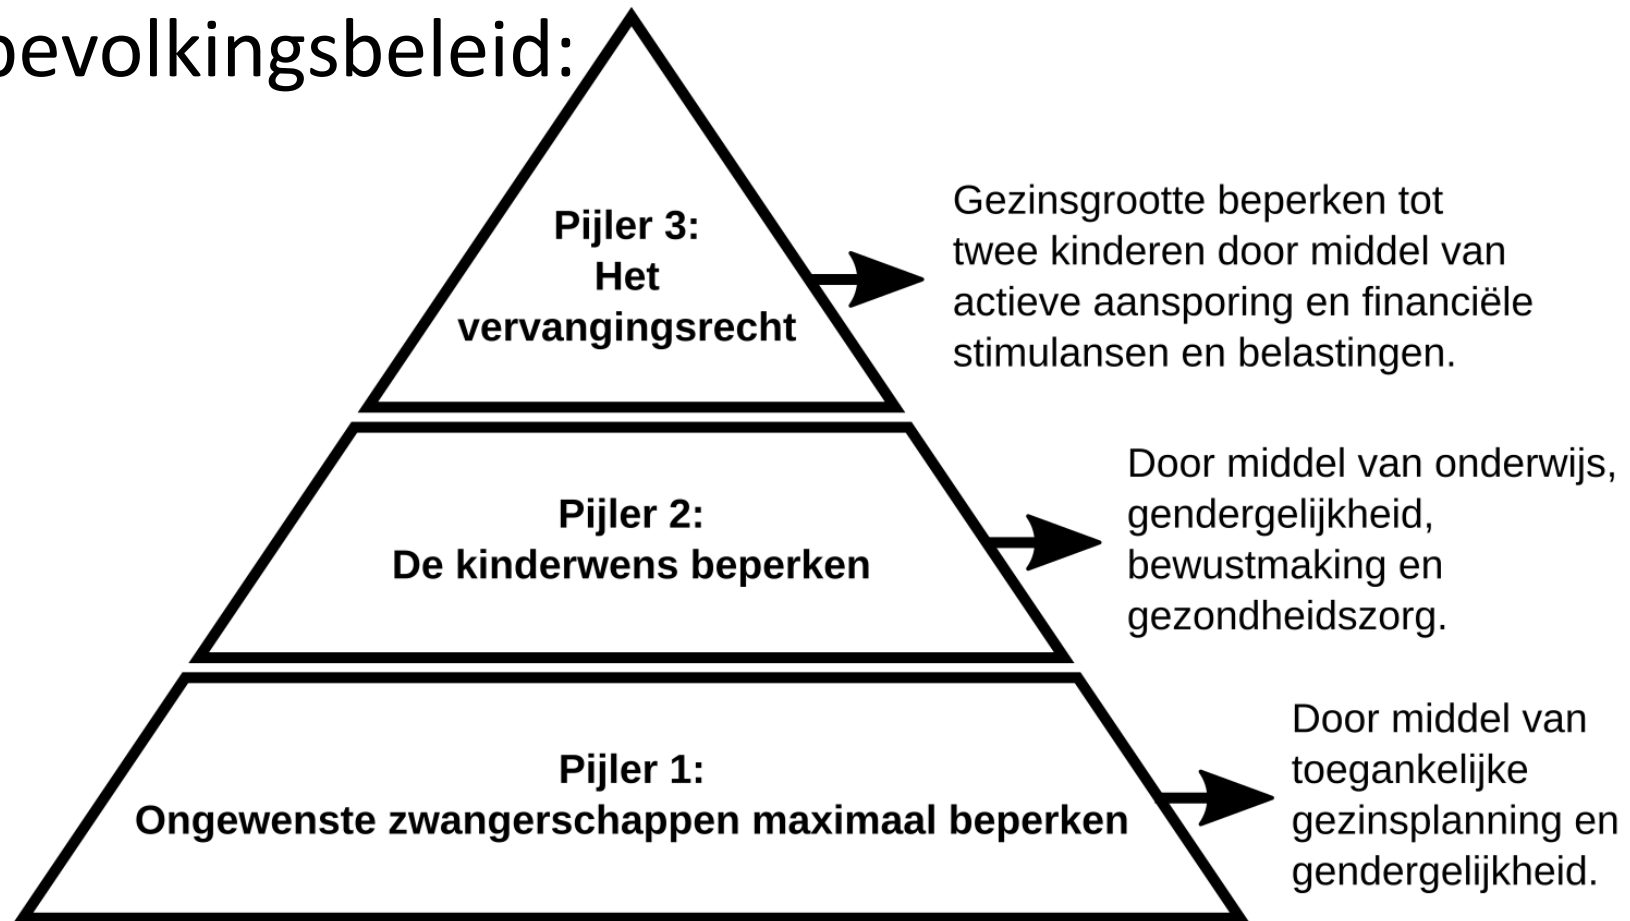 bevolkingsbeleid:
Pijler 3:
Het
vervangingsrecht
Gezinsgrootte beperken tot
twee kinderen door middel van
actieve aansporing en financiële
stimulansen en belastingen.
Pijler 2:
De kinderwens beperken
Door middel van onderwijs,
gendergelijkheid,
bewustmaking en
gezondheidszorg.
Pijler 1:
Ongewenste zwangerschappen maximaal beperken
Door middel van
toegankelijke
gezinsplanning en
gendergelijkheid.